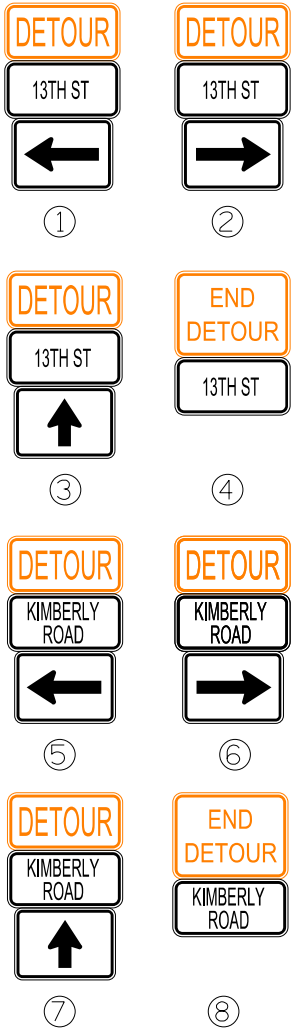 DETOUR
13TH ST
①
DETOUR
13TH ST
②
DETOUR
13TH ST
③
END
DETOUR
13TH ST
④
DETOUR
KIMBERLY
ROAD
⑤
DETOUR
KIMBERLY
ROAD
⑥
DETOUR
KIMBERLY
ROAD
⑦
END
DETOUR
KIMBERLY
ROAD
⑧